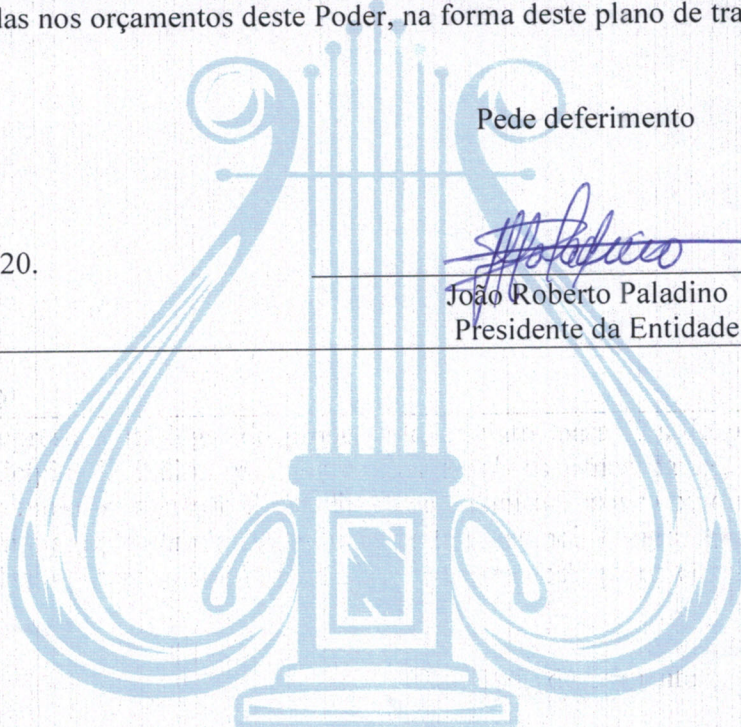 las nos orçamentos deste Poder, na forma deste plano de tra
Pede deferimento
20.
João Roberto Paladino
Presidente da Entidade